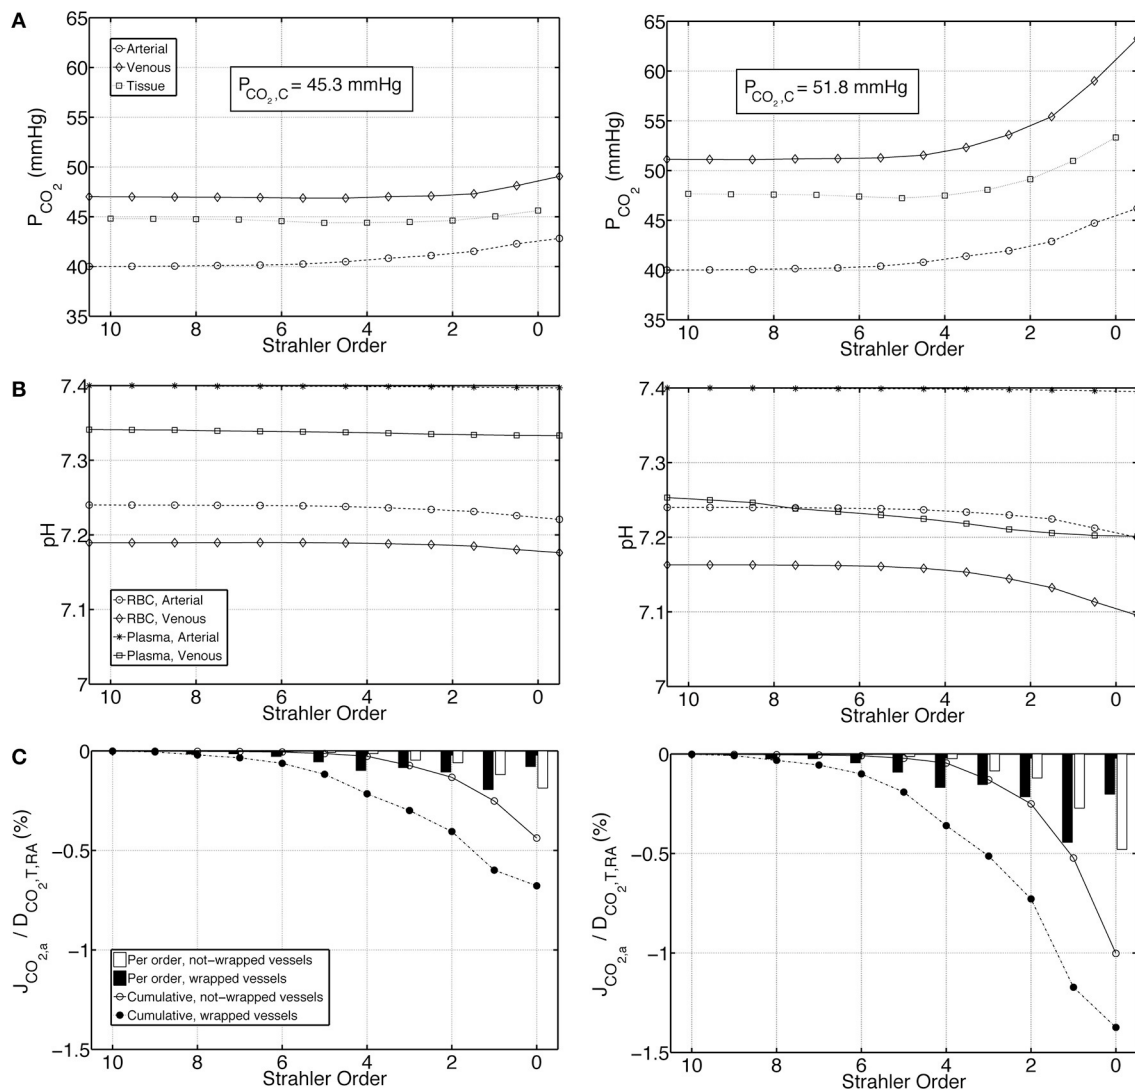 A
65
60
55
50
45
40
35
P_CO₂ (mmHg)
Arterial
Venous
Tissue
P_CO₂,C = 45.3 mmHg
10 8 6 4 2 0
Strahler Order
65
60
55
50
45
40
35
P_CO₂ (mmHg)
P_CO₂,C = 51.8 mmHg
10 8 6 4 2 0
Strahler Order
B
7.4
7.3
7.2
7.1
7
pH
RBC, Arterial
RBC, Venous
Plasma, Arterial
Plasma, Venous
10 8 6 4 2 0
Strahler Order
7.4
7.3
7.2
7.1
7
pH
10 8 6 4 2 0
Strahler Order
C
0
−0.5
−1
−1.5
J_CO₂,a / D_CO₂,T,RA (%)
Per order, not−wrapped vessels
Per order, wrapped vessels
Cumulative, not−wrapped vessels
Cumulative, wrapped vessels
10 8 6 4 2 0
Strahler Order
0
−0.5
−1
−1.5
J_CO₂,a / D_CO₂,T,RA (%)
10 8 6 4 2 0
Strahler Order